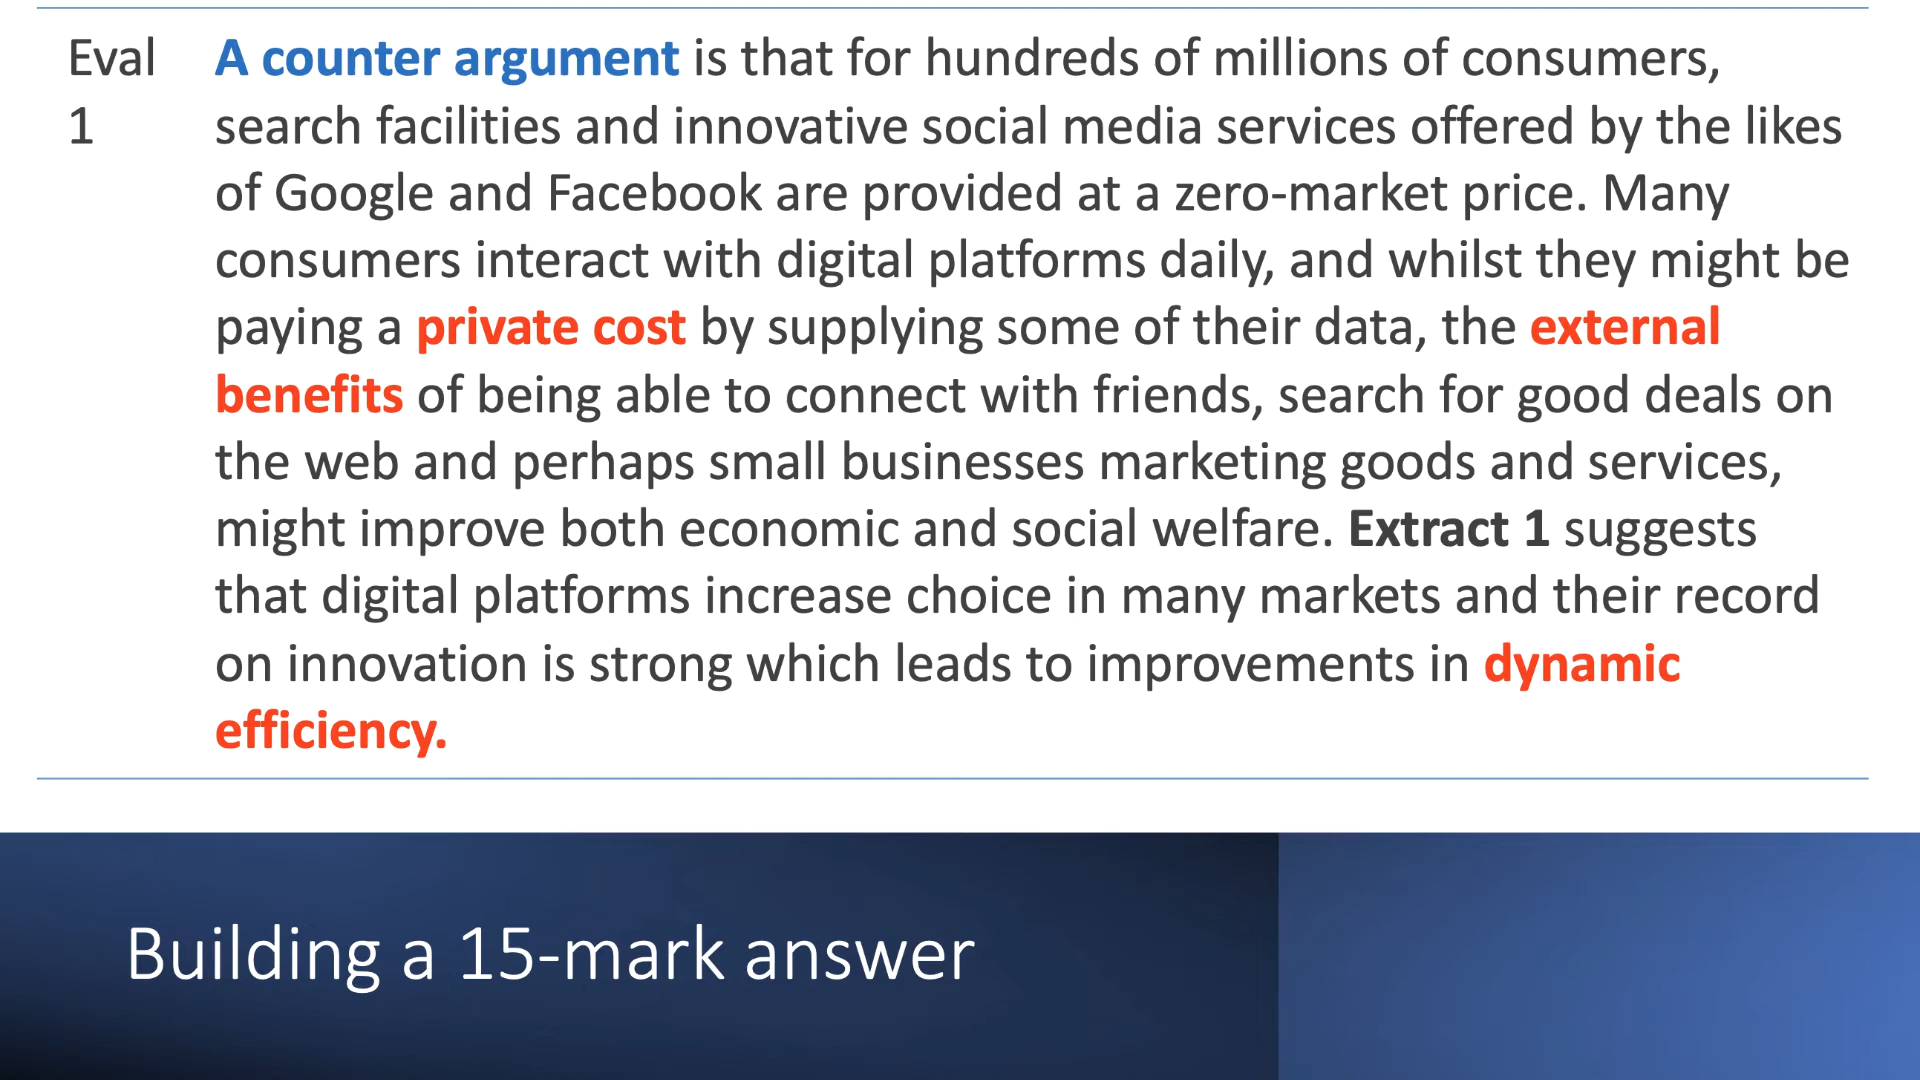 Eval A counter argument is that for hundreds of millions of consumers,
1 search facilities and innovative social media services offered by the likes
of Google and Facebook are provided at a zero-market price. Many
consumers interact with digital platforms daily, and whilst they might be
paying a private cost by supplying some of their data, the external
benefits of being able to connect with friends, search for good deals on
the web and perhaps small businesses marketing goods and services,
might improve both economic and social welfare. Extract 1 suggests
that digital platforms increase choice in many markets and their record
on innovation is strong which leads to improvements in dynamic
efficiency.
Building a 15-mark answer